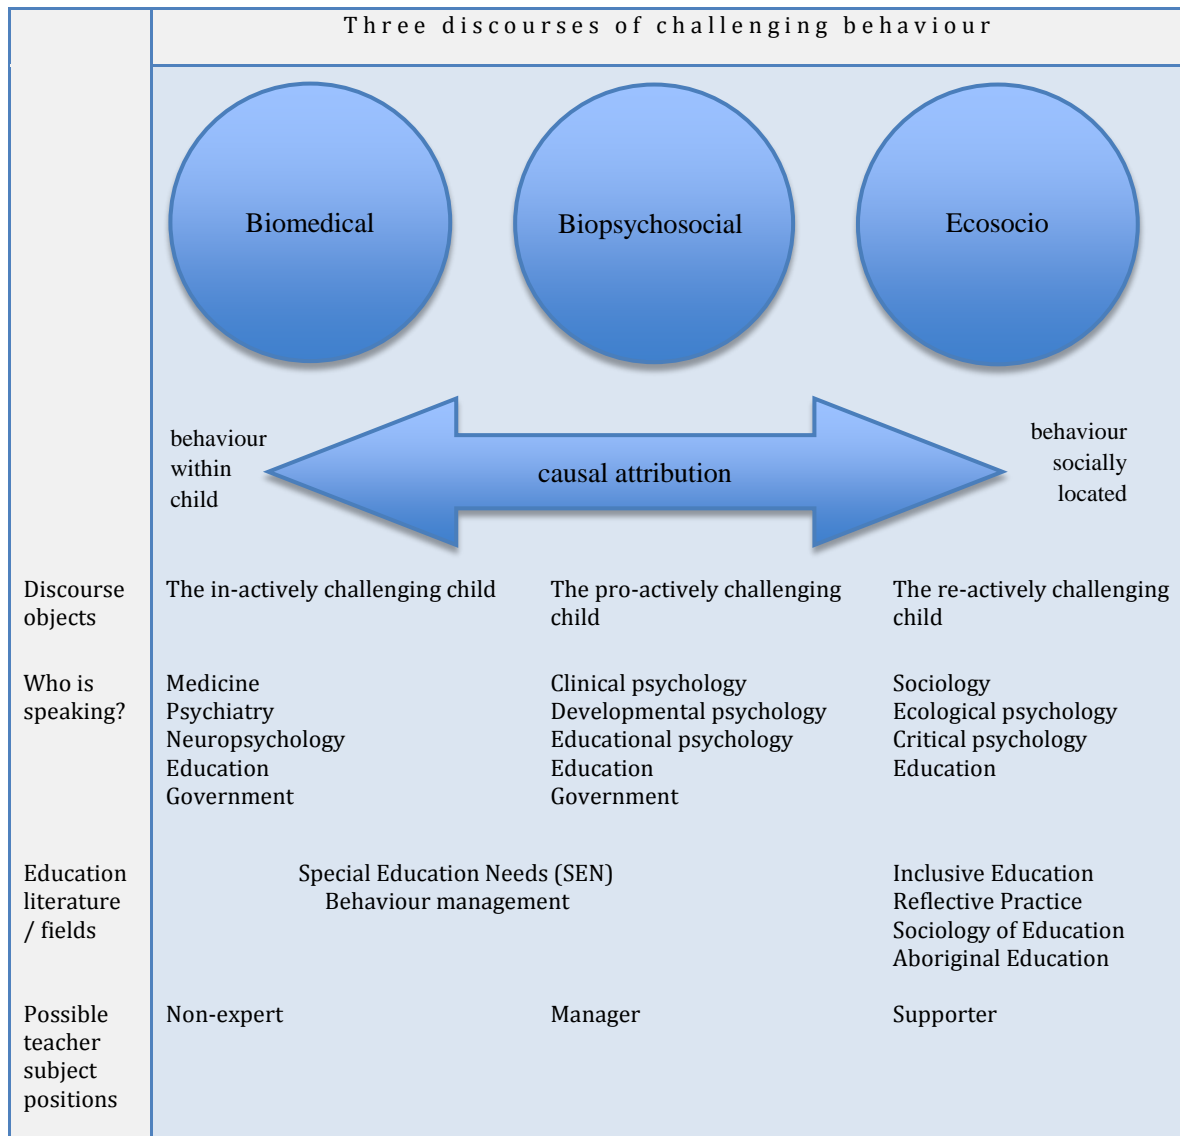 Three discourses of challenging behaviour
Biomedical
Biopsychosocial
Ecosocio
behaviour
within
child
causal attribution
behaviour
socially
located
Discourse
objects
The in-actively challenging child
The pro-actively challenging
child
The re-actively challenging
child
Who is
speaking?
Medicine
Psychiatry
Neuropsychology
Education
Government
Clinical psychology
Developmental psychology
Educational psychology
Education
Government
Sociology
Ecological psychology
Critical psychology
Education
Education
literature
/ fields
Special Education Needs (SEN)
Behaviour management
Inclusive Education
Reflective Practice
Sociology of Education
Aboriginal Education
Possible
teacher
subject
positions
Non-expert
Manager
Supporter